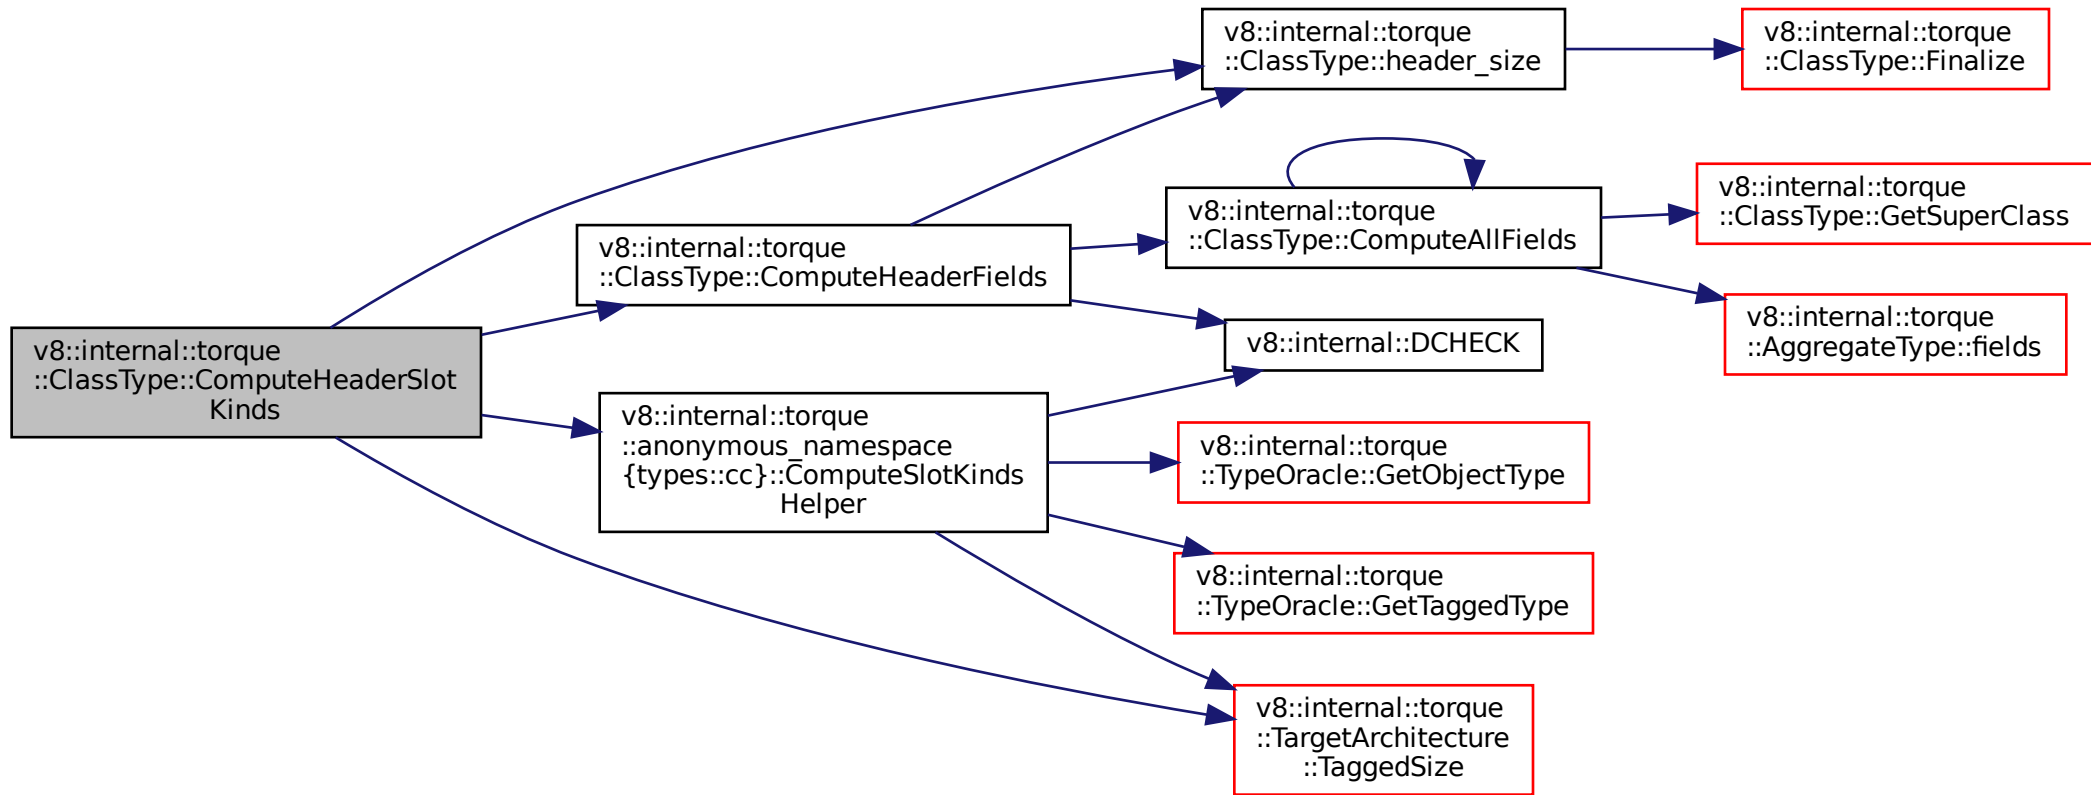 v8::internal::torque
::ClassType::header_size
v8::internal::torque
::ClassType::Finalize
v8::internal::torque
::ClassType::ComputeAllFields
v8::internal::torque
::ClassType::GetSuperClass
v8::internal::torque
::ClassType::ComputeHeaderFields
v8::internal::torque
::AggregateType::fields
v8::internal::DCHECK
v8::internal::torque
::ClassType::ComputeHeaderSlot
Kinds
v8::internal::torque
::anonymous_namespace
{types::cc}::ComputeSlotKinds
Helper
v8::internal::torque
::TypeOracle::GetObjectType
v8::internal::torque
::TypeOracle::GetTaggedType
v8::internal::torque
::TargetArchitecture
::TaggedSize